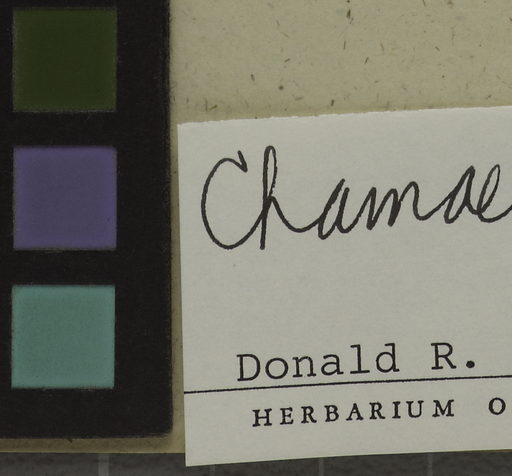 Chamae
Donald R.
HERBARIUM O